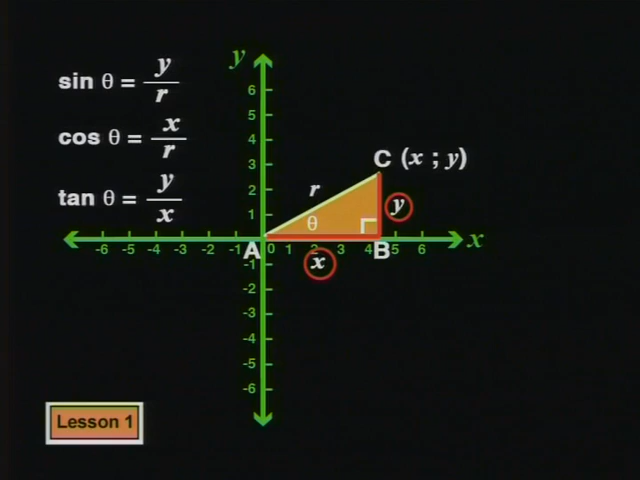 sin θ = y/r
cos θ = x/r
tan θ = y/x
y
6
5
4
3
2
1
C (x ; y)
r
θ
y
A
B
x
x
-6 -5 -4 -3 -2 -1 0 1 2 3 4 5 6
-1
-2
-3
-4
-5
-6
Lesson 1